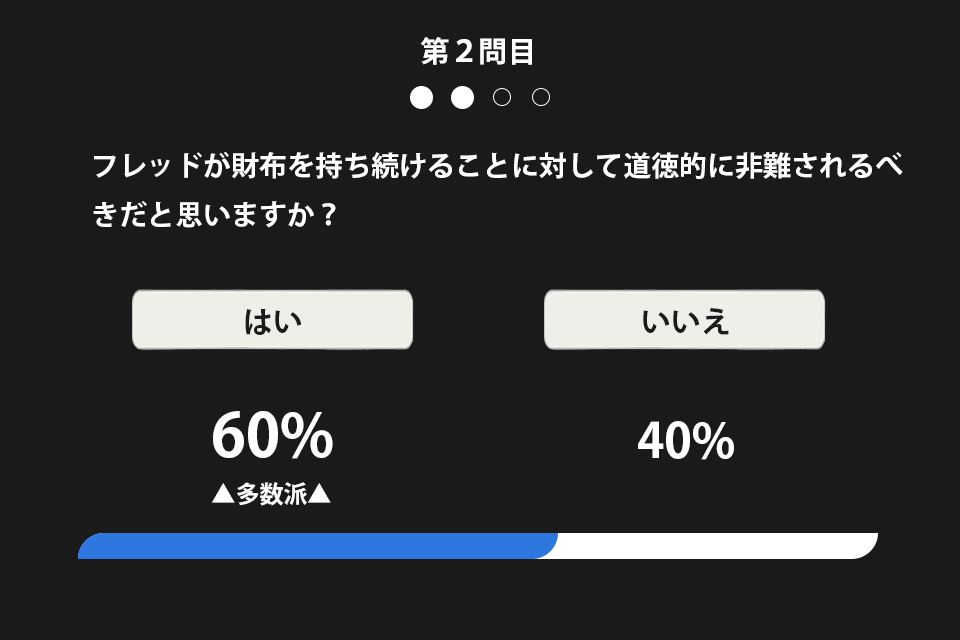 第２問目
フレッドが財布を持ち続けることに対して道徳的に非難されるべ
きだと思いますか？
はい
いいえ
60%
40%
▲多数派▲